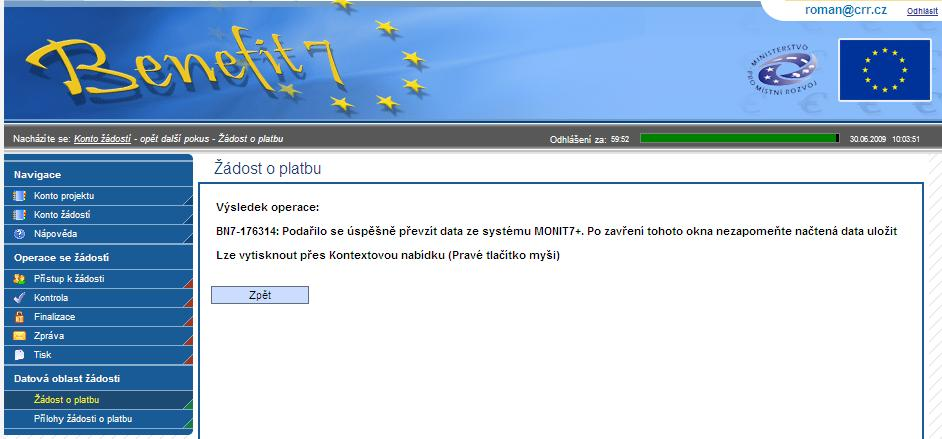 roman@crr.cz Odhlásit
Benefit 7
MINISTERSTVO PRO MÍSTNÍ ROZVOJ
Nacházíte se: Konto žádostí - opět další pokus - Žádost o platbu
Odhlášení za: 59:52
30.06.2009 10:03:51
Navigace
Konto projektu
Konto žádostí
Nápověda
Operace se žádostí
Přístup k žádosti
Kontrola
Finalizace
Zpráva
Tisk
Datová oblast žádosti
Žádost o platbu
Přílohy žádosti o platbu
Žádost o platbu
Výsledek operace:
BN7-176314: Podařilo se úspěšně převzít data ze systému MONIT7+. Po zavření tohoto okna nezapomeňte načtená data uložit
Lze vytisknout přes Kontextovou nabídku (Pravé tlačítko myši)
Zpět